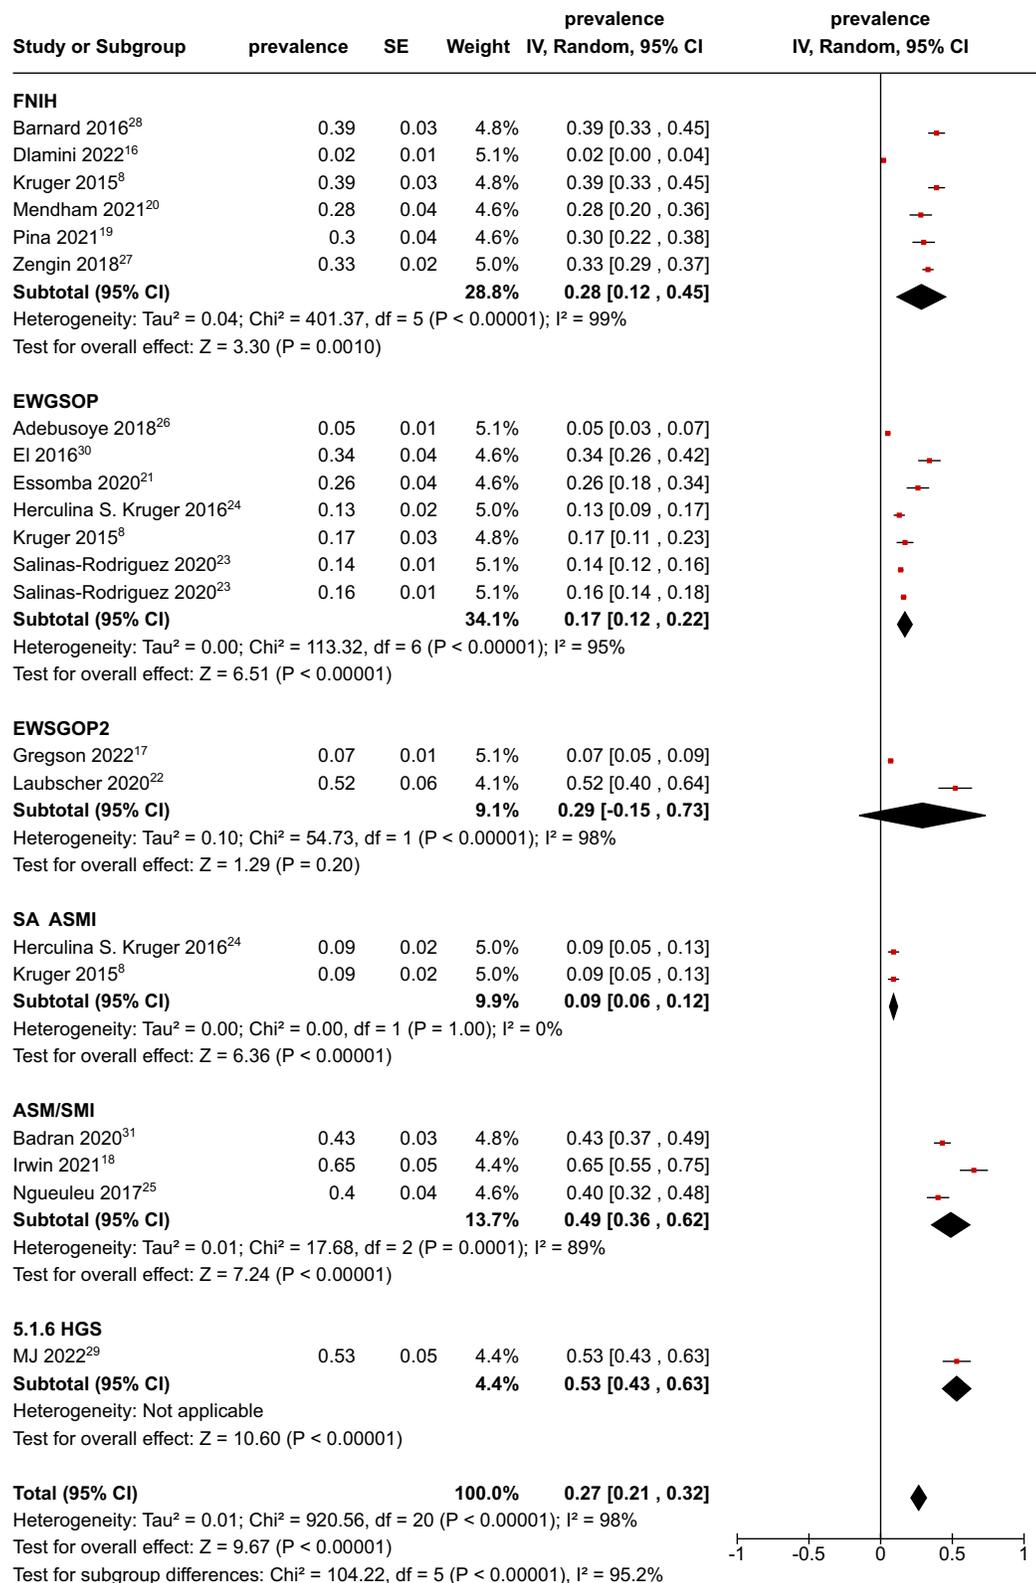 prevalence prevalence
Study or Subgroup prevalence SE Weight IV, Random, 95% CI IV, Random, 95% CI
FNIH
Barnard 2016²⁸ 0.39 0.03 4.8% 0.39 [0.33 , 0.45]
Dlamini 2022¹⁶ 0.02 0.01 5.1% 0.02 [0.00 , 0.04]
Kruger 2015⁸ 0.39 0.03 4.8% 0.39 [0.33 , 0.45]
Mendham 2021²⁰ 0.28 0.04 4.6% 0.28 [0.20 , 0.36]
Pina 2021¹⁹ 0.3 0.04 4.6% 0.30 [0.22 , 0.38]
Zengin 2018²⁷ 0.33 0.02 5.0% 0.33 [0.29 , 0.37]
Subtotal (95% CI) 28.8% 0.28 [0.12 , 0.45]
Heterogeneity: Tau² = 0.04; Chi² = 401.37, df = 5 (P < 0.00001); I² = 99%
Test for overall effect: Z = 3.30 (P = 0.0010)
EWGSOP
Adebusoye 2018²⁶ 0.05 0.01 5.1% 0.05 [0.03 , 0.07]
El 2016³⁰ 0.34 0.04 4.6% 0.34 [0.26 , 0.42]
Essomba 2020²¹ 0.26 0.04 4.6% 0.26 [0.18 , 0.34]
Herculina S. Kruger 2016²⁴ 0.13 0.02 5.0% 0.13 [0.09 , 0.17]
Kruger 2015⁸ 0.17 0.03 4.8% 0.17 [0.11 , 0.23]
Salinas-Rodriguez 2020²³ 0.14 0.01 5.1% 0.14 [0.12 , 0.16]
Salinas-Rodriguez 2020²³ 0.16 0.01 5.1% 0.16 [0.14 , 0.18]
Subtotal (95% CI) 34.1% 0.17 [0.12 , 0.22]
Heterogeneity: Tau² = 0.00; Chi² = 113.32, df = 6 (P < 0.00001); I² = 95%
Test for overall effect: Z = 6.51 (P < 0.00001)
EWSGOP2
Gregson 2022¹⁷ 0.07 0.01 5.1% 0.07 [0.05 , 0.09]
Laubscher 2020²² 0.52 0.06 4.1% 0.52 [0.40 , 0.64]
Subtotal (95% CI) 9.1% 0.29 [-0.15 , 0.73]
Heterogeneity: Tau² = 0.10; Chi² = 54.73, df = 1 (P < 0.00001); I² = 98%
Test for overall effect: Z = 1.29 (P = 0.20)
SA ASMI
Herculina S. Kruger 2016²⁴ 0.09 0.02 5.0% 0.09 [0.05 , 0.13]
Kruger 2015⁸ 0.09 0.02 5.0% 0.09 [0.05 , 0.13]
Subtotal (95% CI) 9.9% 0.09 [0.06 , 0.12]
Heterogeneity: Tau² = 0.00; Chi² = 0.00, df = 1 (P = 1.00); I² = 0%
Test for overall effect: Z = 6.36 (P < 0.00001)
ASM/SMI
Badran 2020³¹ 0.43 0.03 4.8% 0.43 [0.37 , 0.49]
Irwin 2021¹⁸ 0.65 0.05 4.4% 0.65 [0.55 , 0.75]
Ngueuleu 2017²⁵ 0.4 0.04 4.6% 0.40 [0.32 , 0.48]
Subtotal (95% CI) 13.7% 0.49 [0.36 , 0.62]
Heterogeneity: Tau² = 0.01; Chi² = 17.68, df = 2 (P = 0.0001); I² = 89%
Test for overall effect: Z = 7.24 (P < 0.00001)
5.1.6 HGS
MJ 2022²⁹ 0.53 0.05 4.4% 0.53 [0.43 , 0.63]
Subtotal (95% CI) 4.4% 0.53 [0.43 , 0.63]
Heterogeneity: Not applicable
Test for overall effect: Z = 10.60 (P < 0.00001)
Total (95% CI) 100.0% 0.27 [0.21 , 0.32]
Heterogeneity: Tau² = 0.01; Chi² = 920.56, df = 20 (P < 0.00001); I² = 98%
Test for overall effect: Z = 9.67 (P < 0.00001)
-1 -0.5 0 0.5 1
Test for subgroup differences: Chi² = 104.22, df = 5 (P < 0.00001), I² = 95.2%